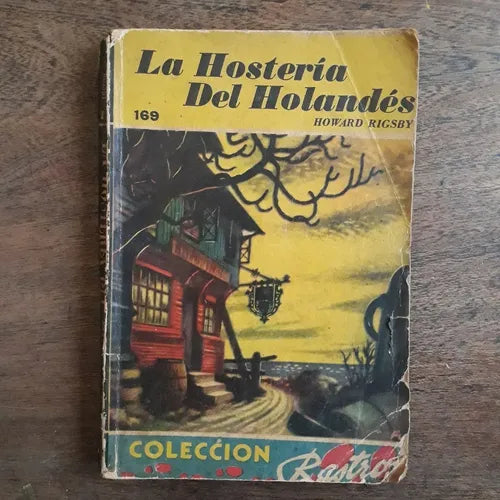 La Hostería
Del Holandés
169
HOWARD RIGSBY
COLECCION
Rastros